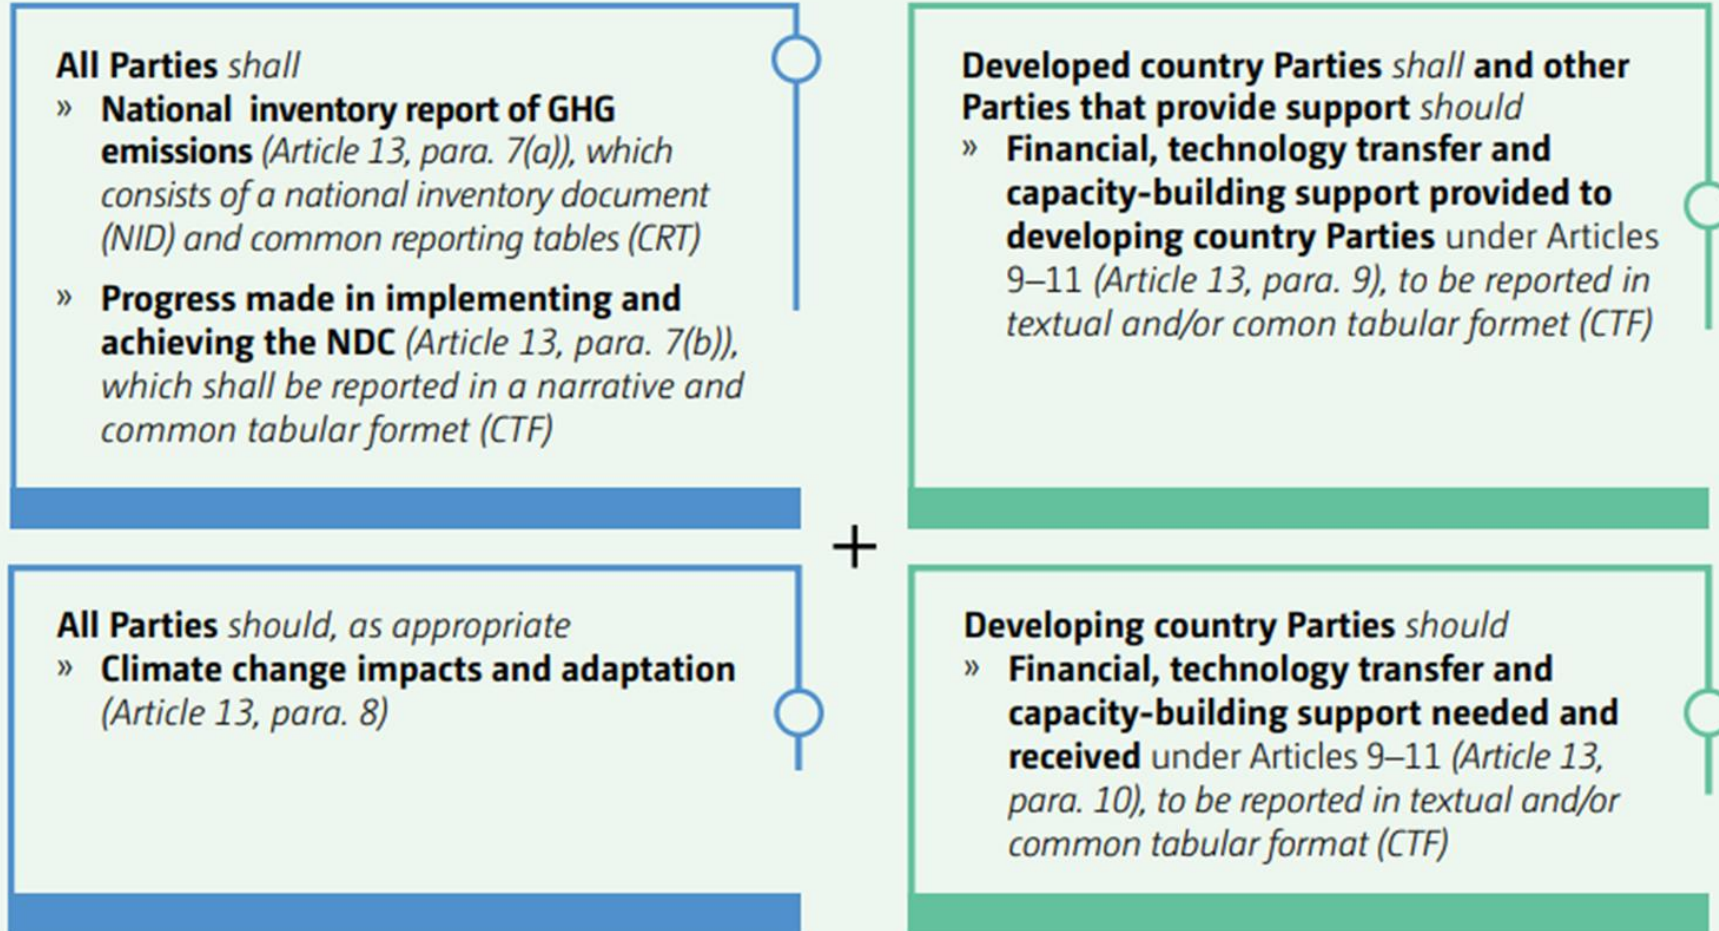 All Parties shall
» National inventory report of GHG
emissions (Article 13, para. 7(a)), which
consists of a national inventory document
(NID) and common reporting tables (CRT)
» Progress made in implementing and
achieving the NDC (Article 13, para. 7(b)),
which shall be reported in a narrative and
common tabular formet (CTF)
Developed country Parties shall and other
Parties that provide support should
» Financial, technology transfer and
capacity-building support provided to
developing country Parties under Articles
9–11 (Article 13, para. 9), to be reported in
textual and/or comon tabular formet (CTF)
+
All Parties should, as appropriate
» Climate change impacts and adaptation
(Article 13, para. 8)
Developing country Parties should
» Financial, technology transfer and
capacity-building support needed and
received under Articles 9–11 (Article 13,
para. 10), to be reported in textual and/or
common tabular format (CTF)